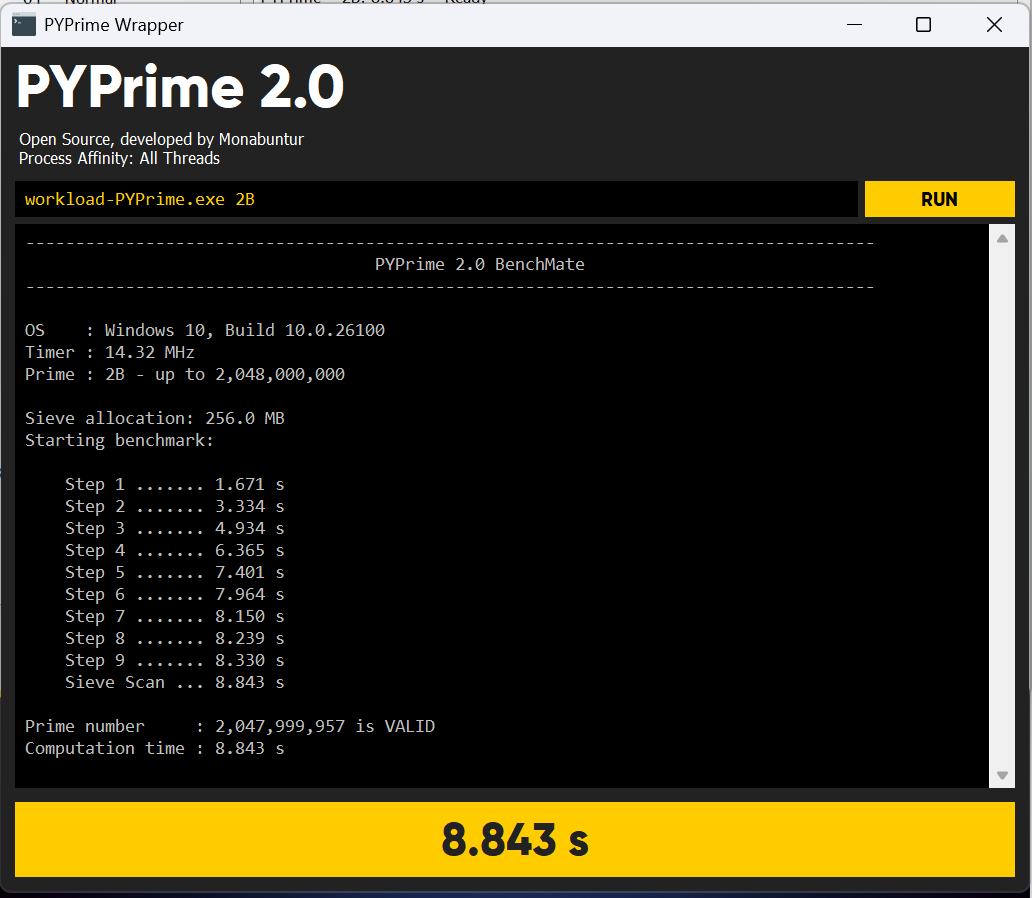 PYPrime Wrapper
PYPrime 2.0
Open Source, developed by Monabuntur
Process Affinity: All Threads
workload-PYPrime.exe 2B
RUN
-------------------------------------------------------------------------------------
PYPrime 2.0 BenchMate
-------------------------------------------------------------------------------------
OS    : Windows 10, Build 10.0.26100
Timer : 14.32 MHz
Prime : 2B - up to 2,048,000,000
Sieve allocation: 256.0 MB
Starting benchmark:
Step 1 ....... 1.671 s
Step 2 ....... 3.334 s
Step 3 ....... 4.934 s
Step 4 ....... 6.365 s
Step 5 ....... 7.401 s
Step 6 ....... 7.964 s
Step 7 ....... 8.150 s
Step 8 ....... 8.239 s
Step 9 ....... 8.330 s
Sieve Scan ... 8.843 s
Prime number     : 2,047,999,957 is VALID
Computation time : 8.843 s
8.843 s